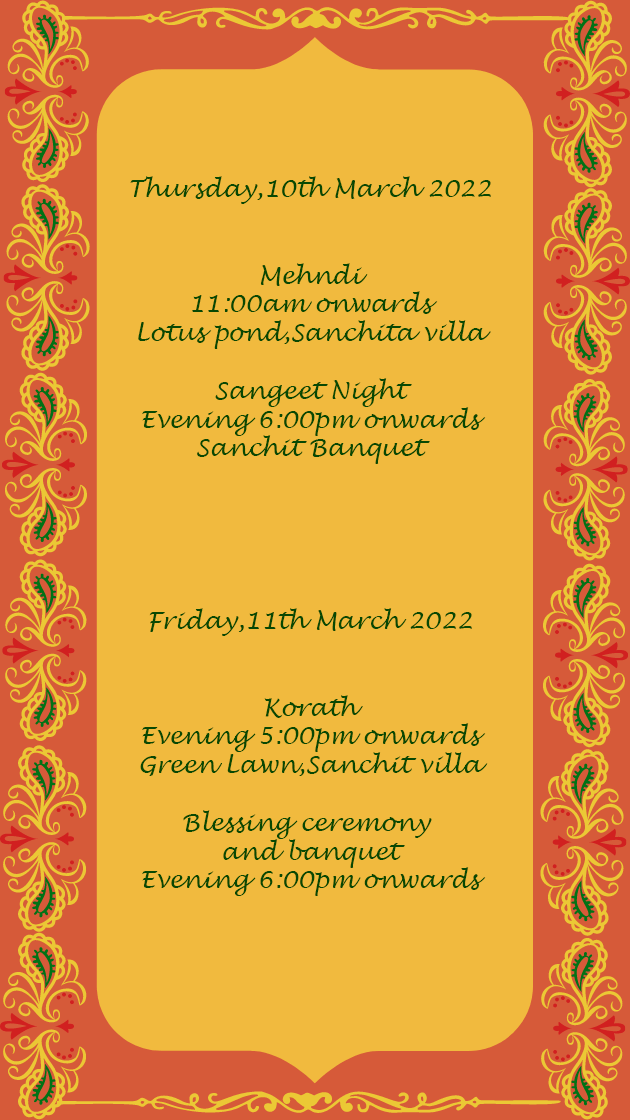 Thursday,10th March 2022
Mehndi
11:00am onwards
Lotus pond,Sanchita villa
Sangeet Night
Evening 6:00pm onwards
Sanchit Banquet
Friday,11th March 2022
Korath
Evening 5:00pm onwards
Green Lawn,Sanchit villa
Blessing ceremony
and banquet
Evening 6:00pm onwards